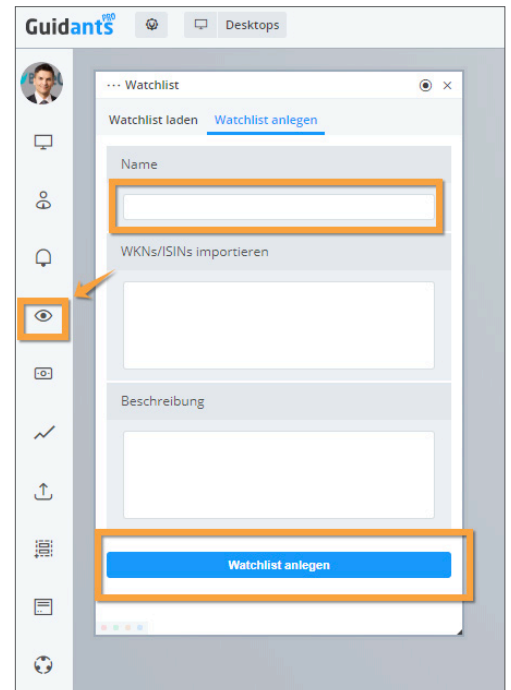 Guidants PRO
Desktops
··· Watchlist
Watchlist laden Watchlist anlegen
Name
WKNs/ISINs importieren
Beschreibung
Watchlist anlegen